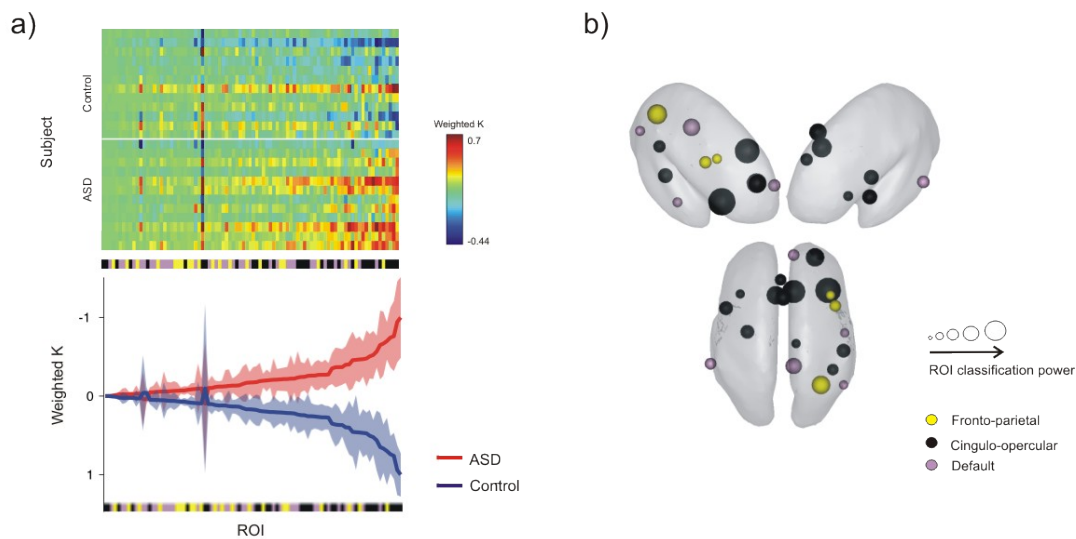 a)
b)
Subject
Control
ASD
Weighted K
0.7
-0.44
Weighted K
-1
0
1
ROI
ASD
Control
ROI classification power
Fronto-parietal
Cingulo-opercular
Default